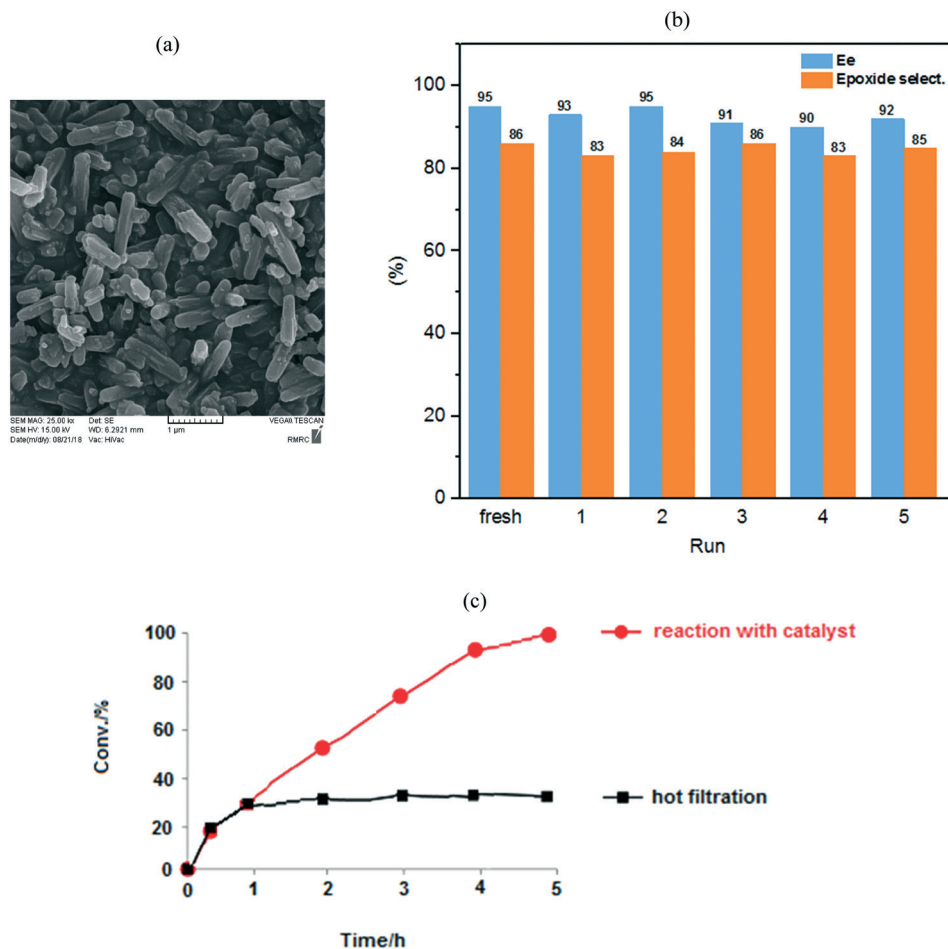 (a)
SEM MAG: 25.00 kx Det: SE
SEM HV: 15.00 kV WD: 6.2921 mm
Date(m/d/y): 08/21/18 Vac: HiVac
1 µm
VEGA\\ TESCAN
RMRC
(b)
Ee
Epoxide select.
100
80
60
40
20
0
(%)
95 86 93 83 95 84 91 86 90 83 92 85
fresh 1 2 3 4 5
Run
(c)
100
80
60
40
20
0
Conv./%
0 1 2 3 4 5
Time/h
reaction with catalyst
hot filtration